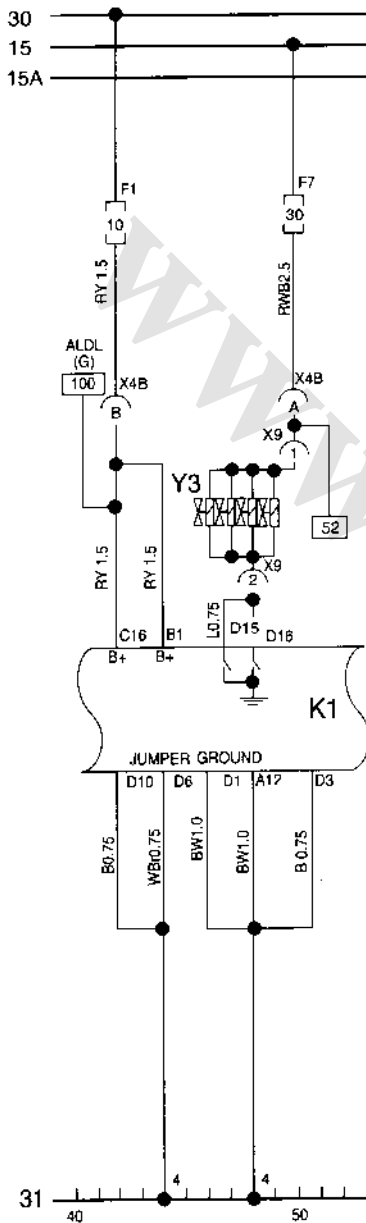 30
15
15A
F1
F7
10
30
RY 1.5
RWB2.5
ALDL
(G)
100
X4B
X4B
B
A
X9
1
Y3
52
X9
2
RY 1.5
RY 1.5
L0.75
D15
D16
C16
B1
B+
B+
K1
JUMPER GROUND
D10
D6
D1
A12
D3
B0.75
WBr0.75
BW1.0
BW1.0
B 0.75
4
4
31
40
50
www